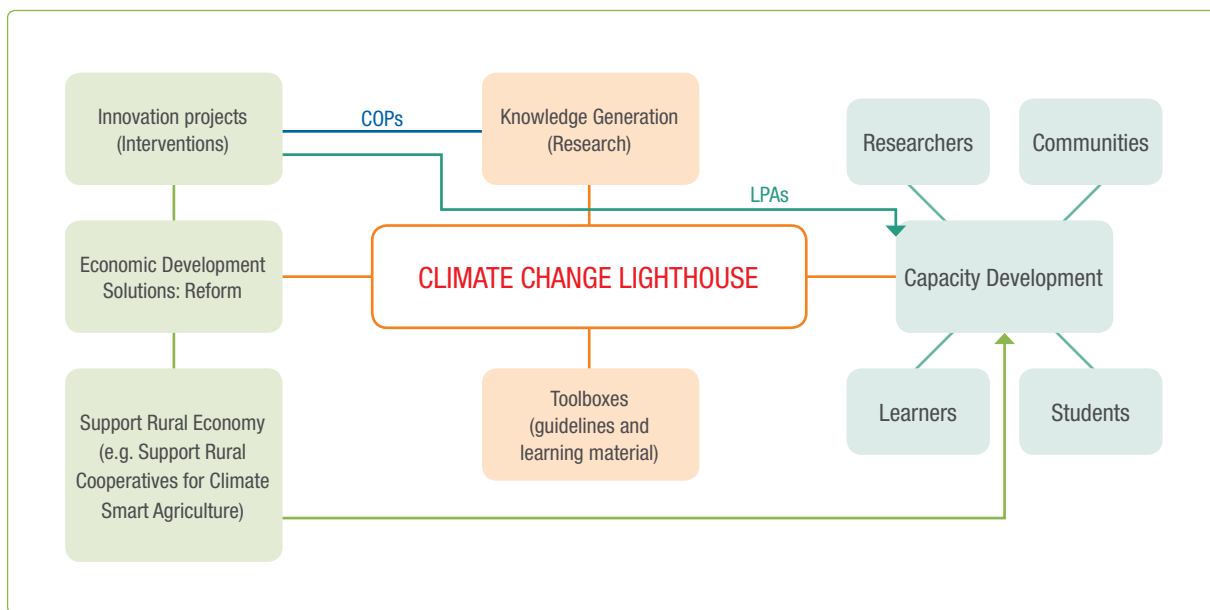 Innovation projects
(Interventions)
COPs
Knowledge Generation
(Research)
Researchers
Communities
LPAs
Economic Development
Solutions: Reform
CLIMATE CHANGE LIGHTHOUSE
Capacity Development
Support Rural Economy
(e.g. Support Rural
Cooperatives for Climate
Smart Agriculture)
Toolboxes
(guidelines and
learning material)
Learners
Students